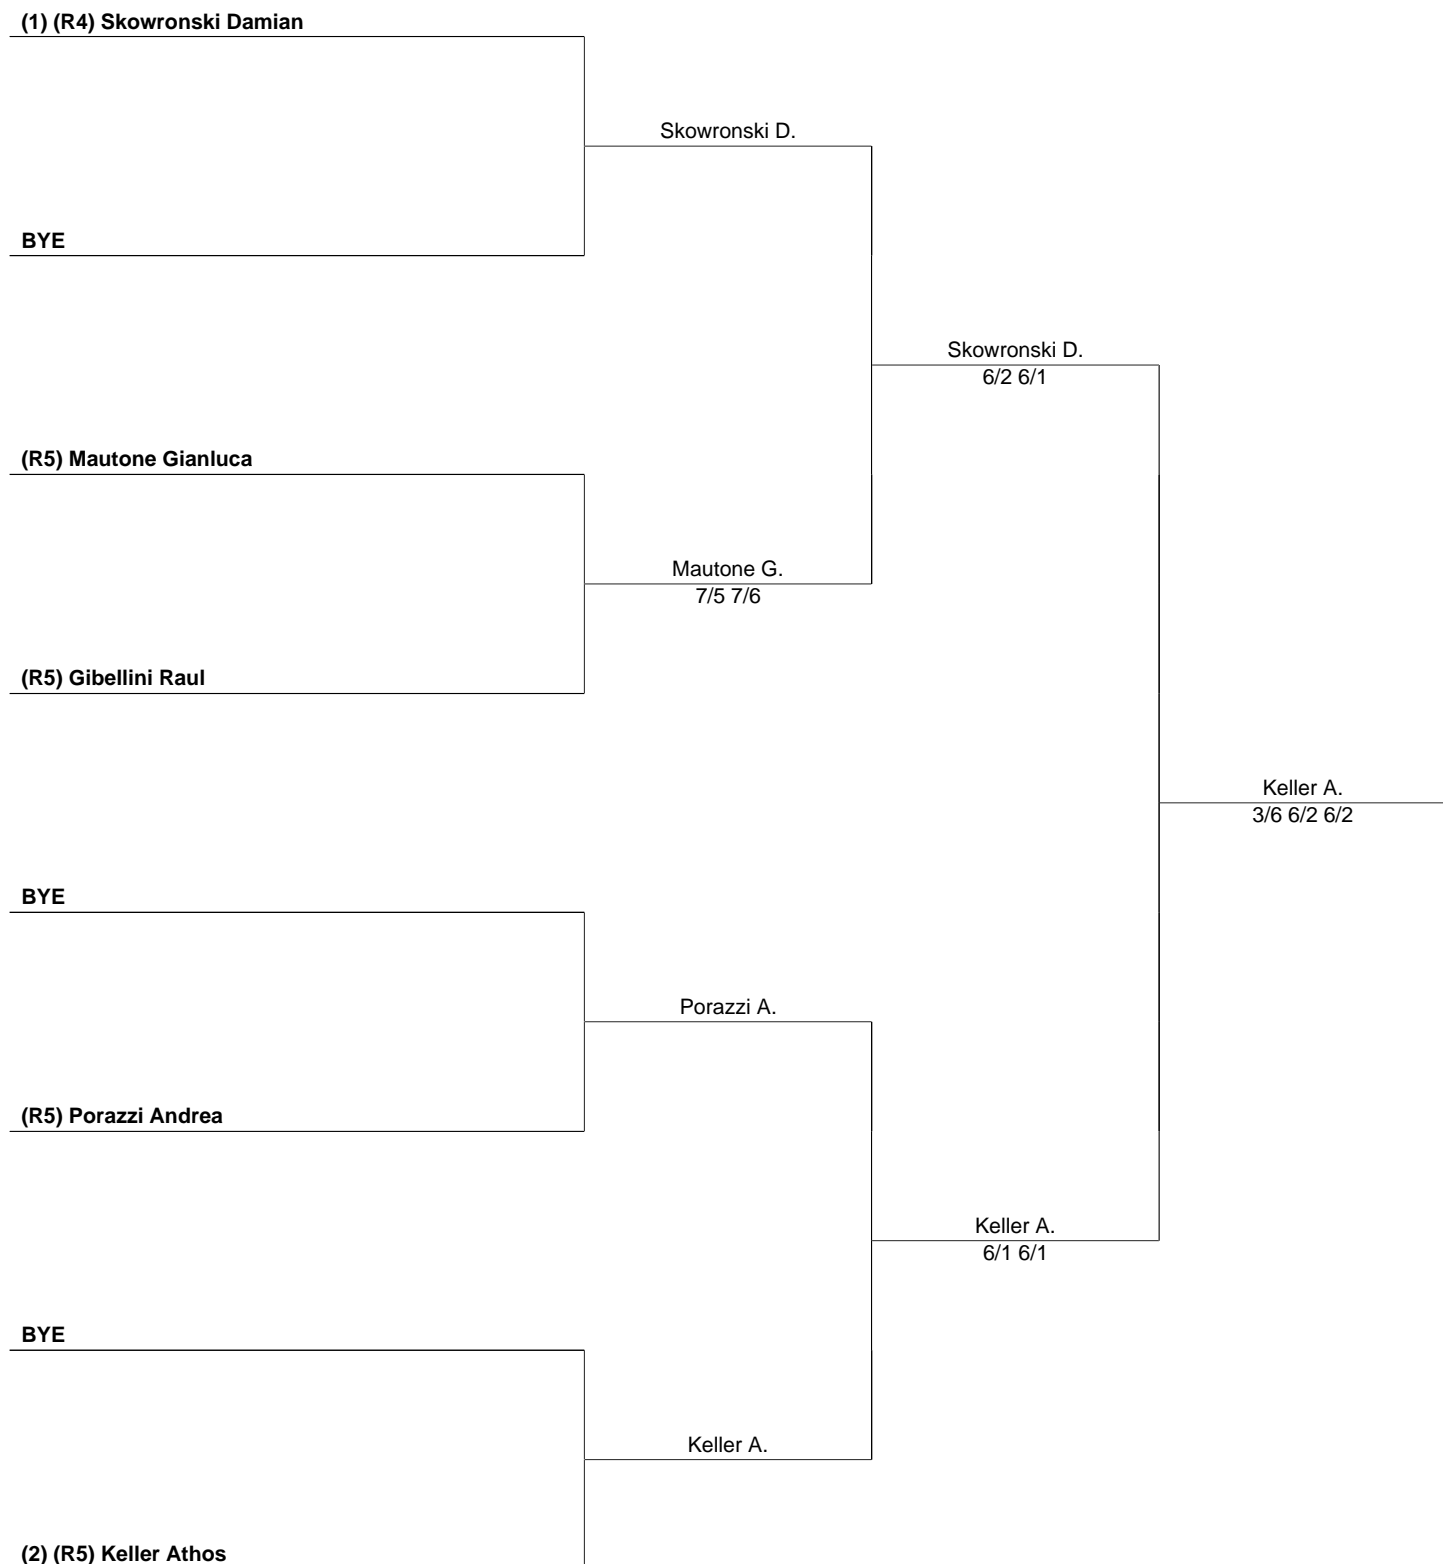 (1) (R4) Skowronski Damian
Skowronski D.
BYE
Skowronski D.
6/2 6/1
(R5) Mautone Gianluca
Mautone G.
7/5 7/6
(R5) Gibellini Raul
Keller A.
3/6 6/2 6/2
BYE
Porazzi A.
(R5) Porazzi Andrea
Keller A.
6/1 6/1
BYE
Keller A.
(2) (R5) Keller Athos